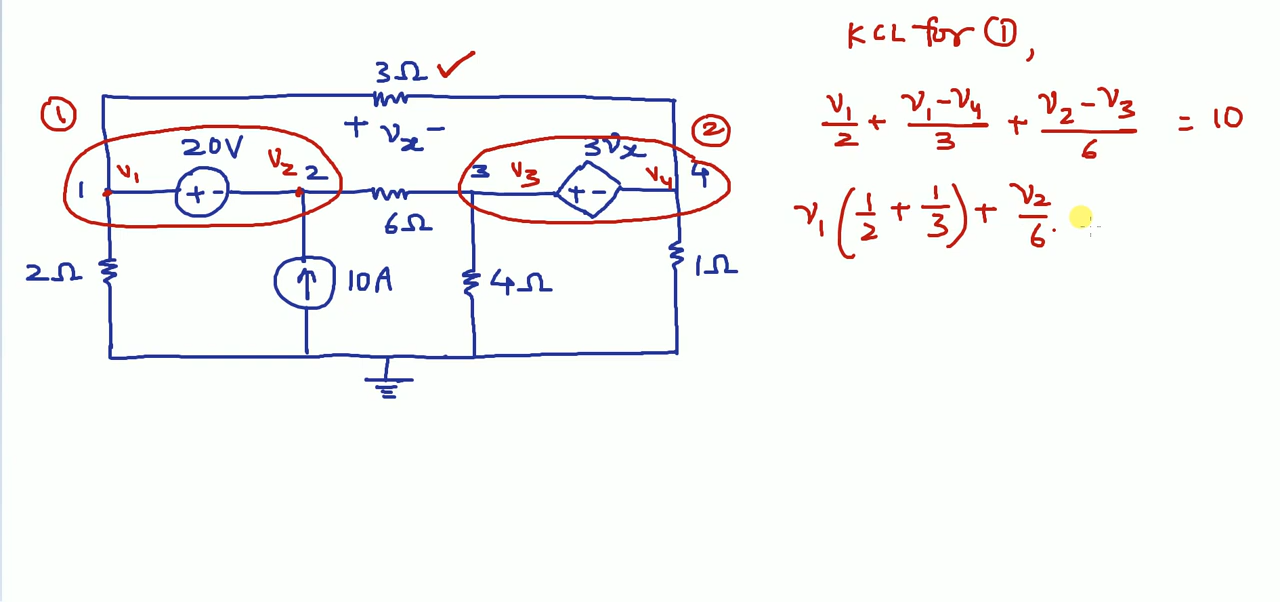 KCL for ①,
3Ω ✓
①
+ vx -
②
20V
3vx
v1
v2 2
3 v3
v4 4
1
+ -
+ -
6Ω
2Ω
10A
4Ω
1Ω
v1/2 + (v1-v4)/3 + (v2-v3)/6 = 10
v1(1/2 + 1/3) + v2/6.